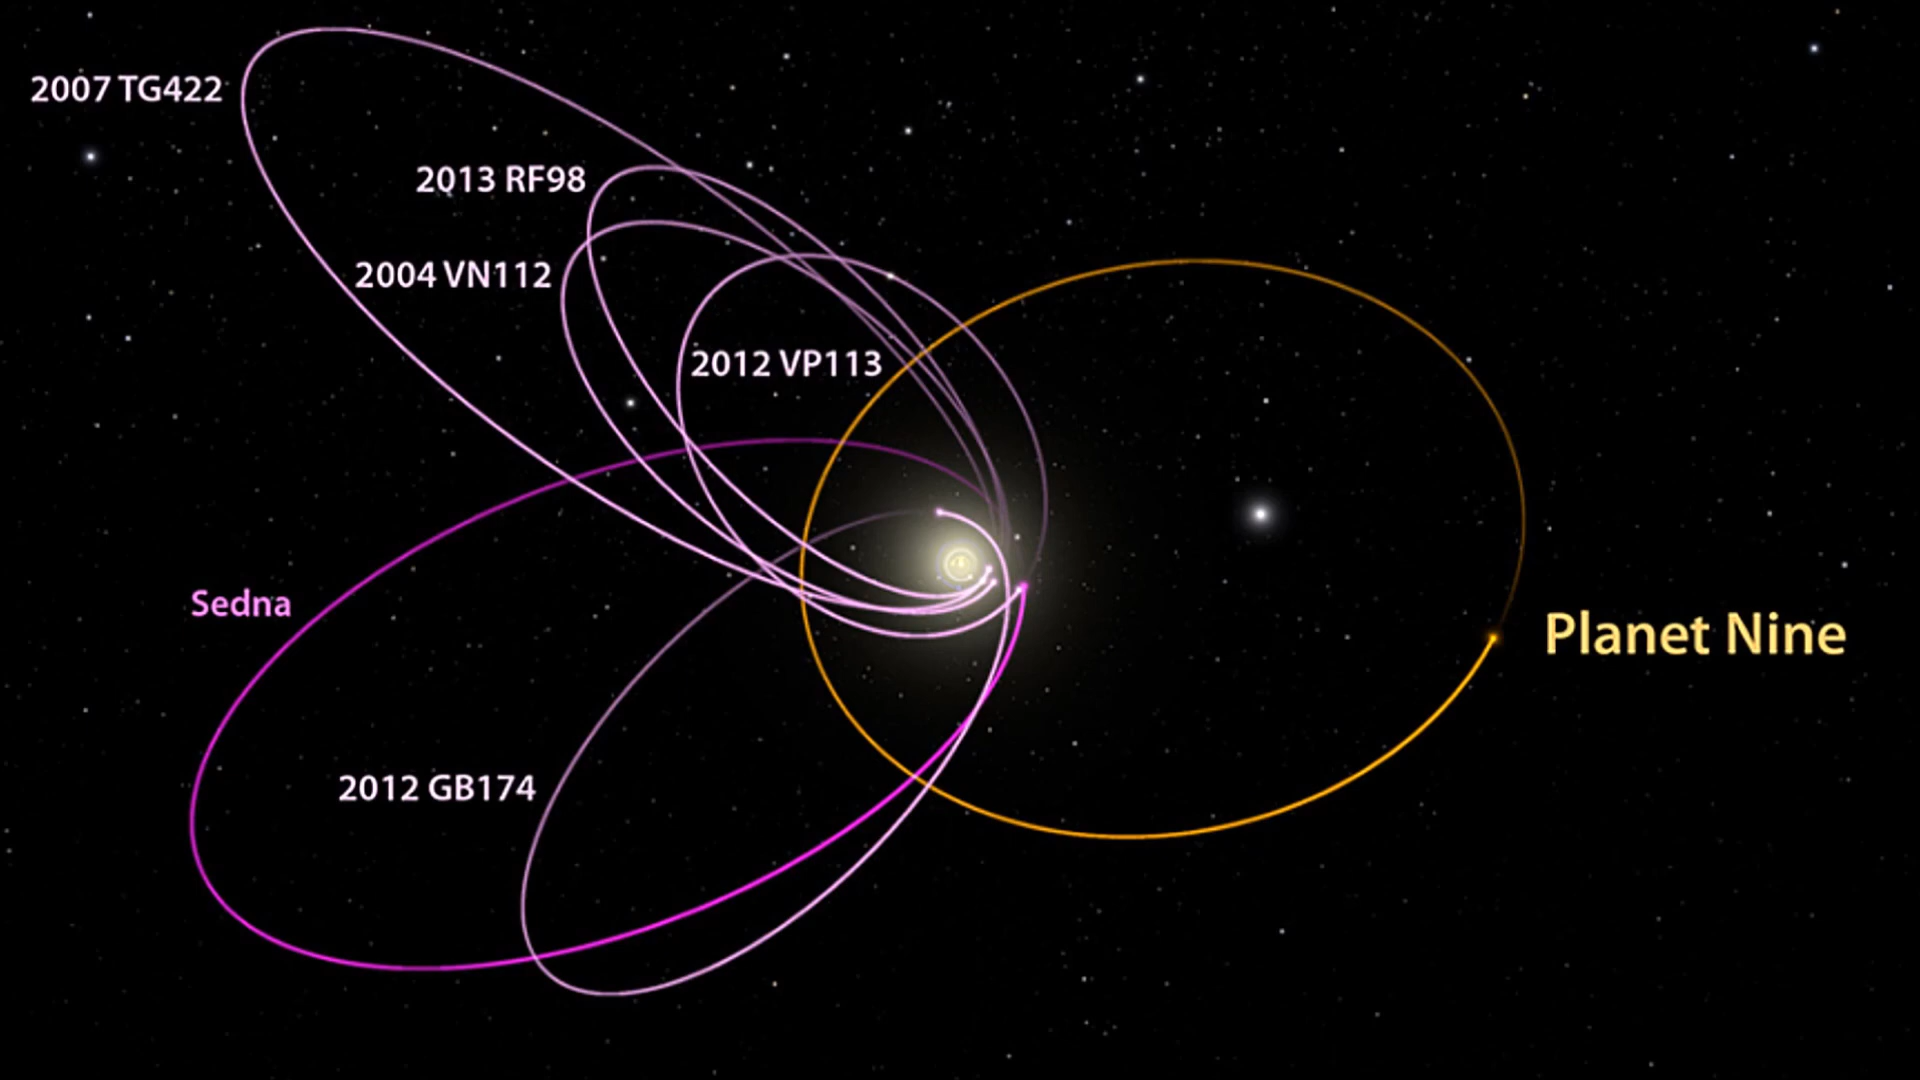 2007 TG422
2013 RF98
2004 VN112
2012 VP113
Sedna
Planet Nine
2012 GB174